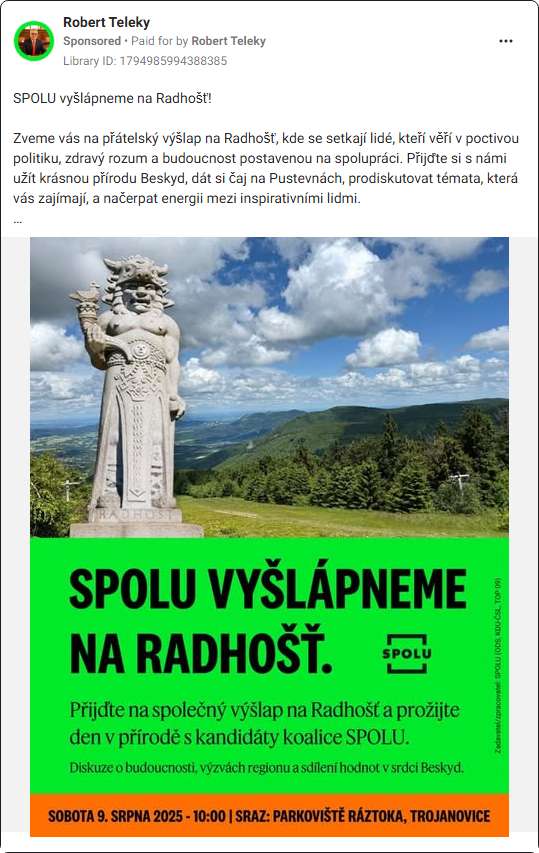 Robert Teleky
Sponsored • Paid for by Robert Teleky
Library ID: 1794985994388385
SPOLU vyšlápneme na Radhošť!
Zveme vás na přátelský výšlap na Radhošť, kde se setkají lidé, kteří věří v poctivou
politiku, zdravý rozum a budoucnost postavenou na spolupráci. Přijďte si s námi
užít krásnou přírodu Beskyd, dát si čaj na Pustevnách, prodiskutovat témata, která
vás zajímají, a načerpat energii mezi inspirativními lidmi.
...
RADHOST
SPOLU VYŠLÁPNEME
NA RADHOŠŤ.
SPOLU
Přijďte na společný výšlap na Radhošť a prožijte
den v přírodě s kandidáty koalice SPOLU.
Diskuze o budoucnosti, výzvách regionu a sdílení hodnot v srdci Beskyd.
Zadavatel/zpracovatel: SPOLU (ODS, KDU-ČSL, TOP 09)
SOBOTA 9. SRPNA 2025 - 10:00 | SRAZ: PARKOVIŠTĚ RÁZTOKA, TROJANOVICE